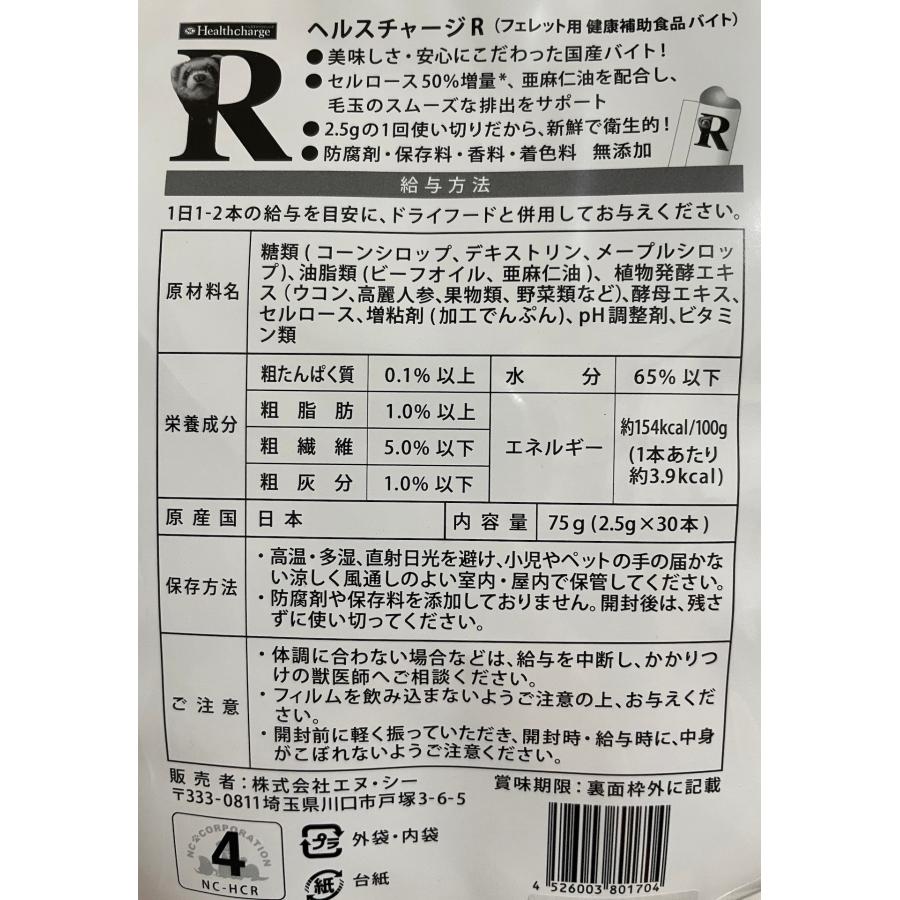 NC Healthcharge
R
ヘルスチャージR（フェレット用 健康補助食品 バイト）
●美味しさ・安心にこだわった国産バイト！
●セルロース50%増量*、亜麻仁油を配合し、
毛玉のスムーズな排出をサポート
●2.5gの1回使い切りだから、新鮮で衛生的！
●防腐剤・保存料・香料・着色料 無添加
R
給与方法
1日1-2本の給与を目安に、ドライフードと併用してお与えください。
原材料名
糖類(コーンシロップ、デキストリン、メープルシロッ
プ)、油脂類(ビーフオイル、亜麻仁油)、植物発酵エキ
ス(ウコン、高麗人参、果物類、野菜類など)、酵母エキス、
セルロース、増粘剤(加工でんぷん)、pH調整剤、ビタミ
ン類
栄養成分
粗たんぱく質 0.1%以上 水分 65%以下
粗脂肪 1.0%以上
粗繊維 5.0%以下
粗灰分 1.0%以下
エネルギー
約154kcal/100g
(1本あたり
約3.9kcal)
原産国 日本 内容量 75g(2.5g×30本)
保存方法
・高温・多湿、直射日光を避け、小児やペットの手の届かな
い涼しく風通しのよい室内・屋内で保管してください。
・防腐剤や保存料を添加しておりません。開封後は、残さ
ずに使い切ってください。
ご注意
・体調に合わない場合などは、給与を中断し、かかりつ
けの獣医師へご相談ください。
・フィルムを飲み込まないようご注意の上、お与えくだ
さい。
・開封前に軽く振っていただき、開封時・給与時に、中身
がこぼれないようご注意ください。
販売者:株式会社エヌ・シー
〒333-0811埼玉県川口市戸塚3-6-5
賞味期限:裏面枠外に記載
NC CORPORATION
4
NC-HCR
プラ 外袋・内袋
紙 台紙
4 526003 801704